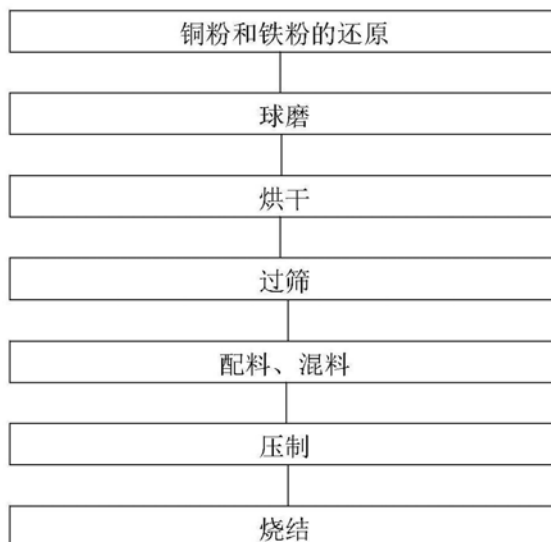 铜粉和铁粉的还原
球磨
烘干
过筛
配料、混料
压制
烧结